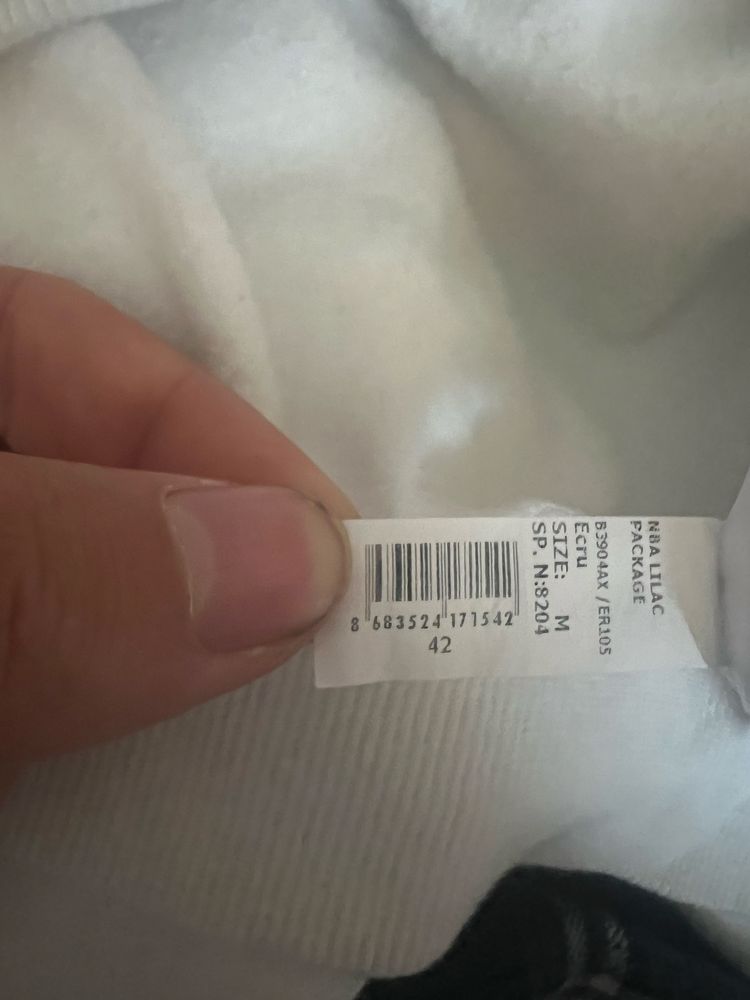 NBA LILAC
PACKAGE
B3904AX / ER105
Ecru
SIZE: M
SP. N:8204
8 683524 171542
42